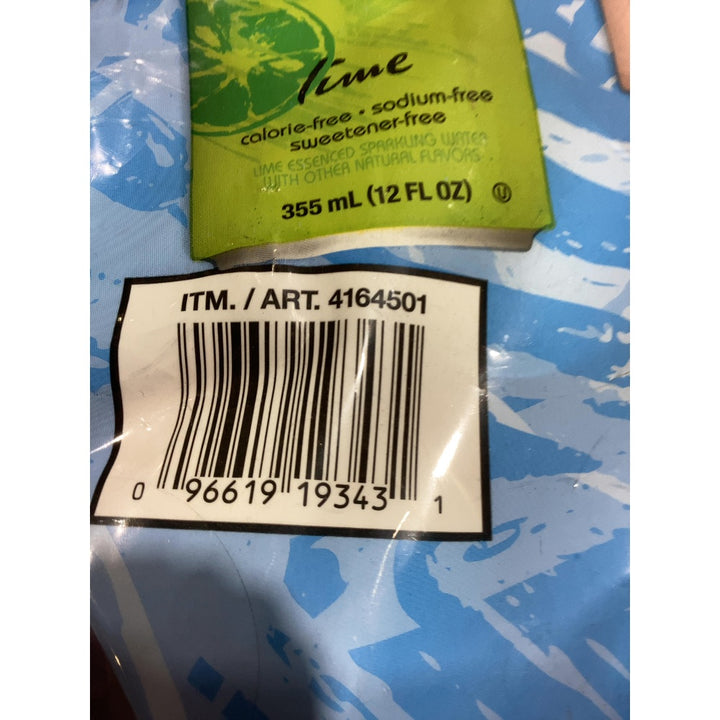 lime
calorie-free • sodium-free
sweetener-free
LIME ESSENCED SPARKLING WATER
WITH OTHER NATURAL FLAVORS
355 mL (12 FL OZ) U
ITM. / ART. 4164501
0 96619 19343 1